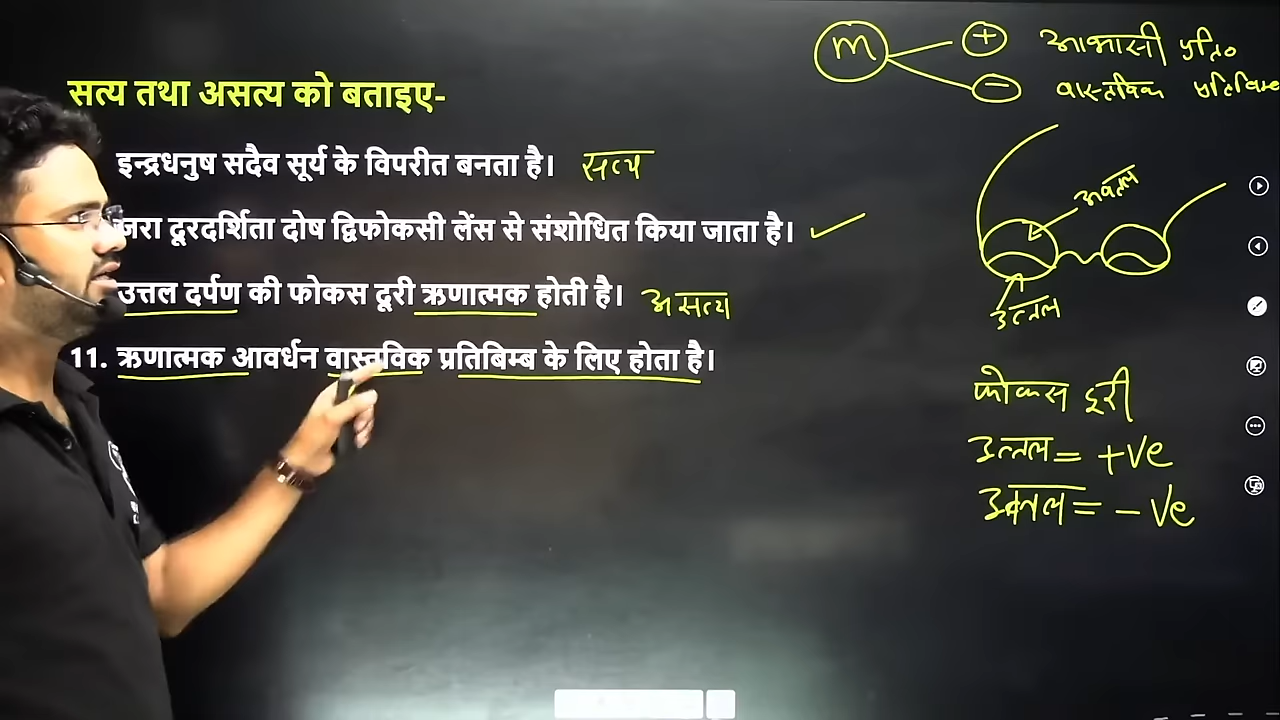 सत्य तथा असत्य को बताइए-
इन्द्रधनुष सदैव सूर्य के विपरीत बनता है। सत्य
जरा दूरदर्शिता दोष द्विफोकसी लेंस से संशोधित किया जाता है।
उत्तल दर्पण की फोकस दूरी ऋणात्मक होती है। असत्य
11. ऋणात्मक आवर्धन वास्तविक प्रतिबिम्ब के लिए होता है।
m
+ आभासी प्रति०
- वास्तविक प्रतिबिम्ब
अवतल
उत्तल
फोकस दूरी
उत्तल = +ve
अवतल = -ve